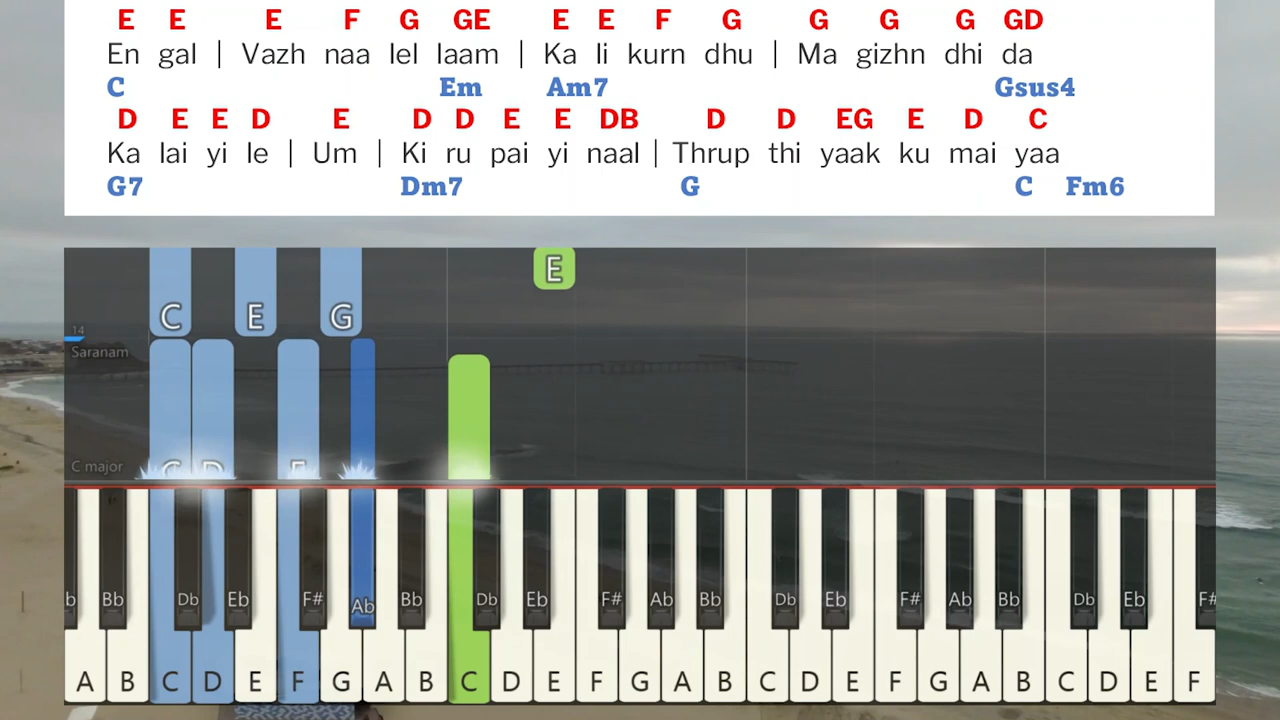 E E E F G GE E E F G G G G GD
En gal | Vazh naa lel laam | Ka li kurn dhu | Ma gizhn dhi da
C Em Am7 Gsus4
D E E D E D D E E DB D D EG E D C
Ka lai yi le | Um | Ki ru pai yi naal | Thrup thi yaak ku mai yaa
G7 Dm7 G C Fm6
E
C E G
14
Saranam
C D F
C major
b Bb Db Eb F# Ab Bb Db Eb F# Ab Bb Db Eb F# Ab Bb Db Eb F#
A B C D E F G A B C D E F G A B C D E F G A B C D E F